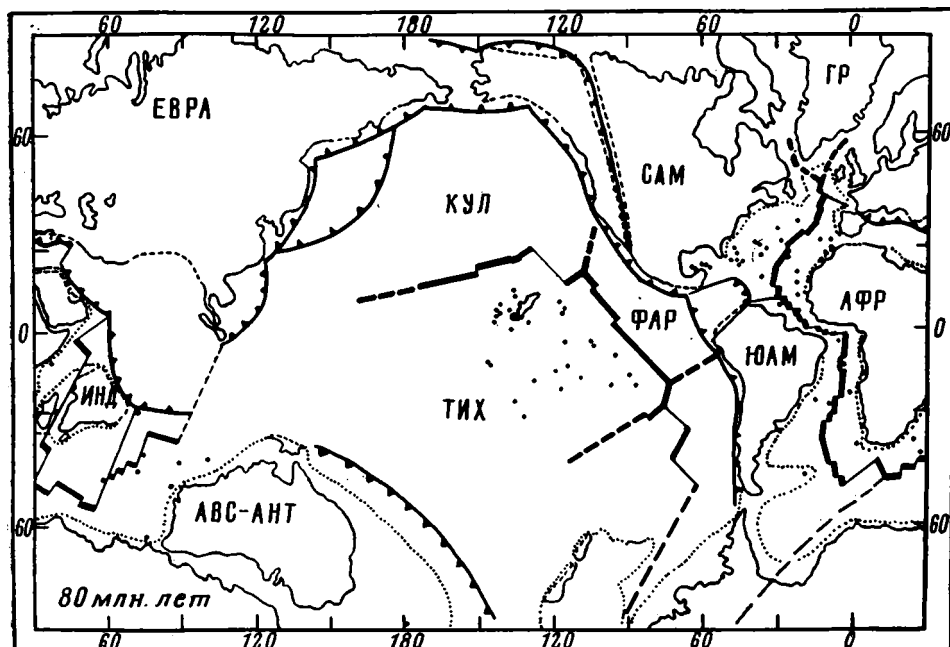 60 120 180 120 60 0
ГР
ЕВРА
60 60
САМ
КУЛ
АФР
ФАР
0 0
ЮАМ
ИНД
ТИХ
АВС-АНТ
60 60
80 млн. лет
60 120 180 120 60 0